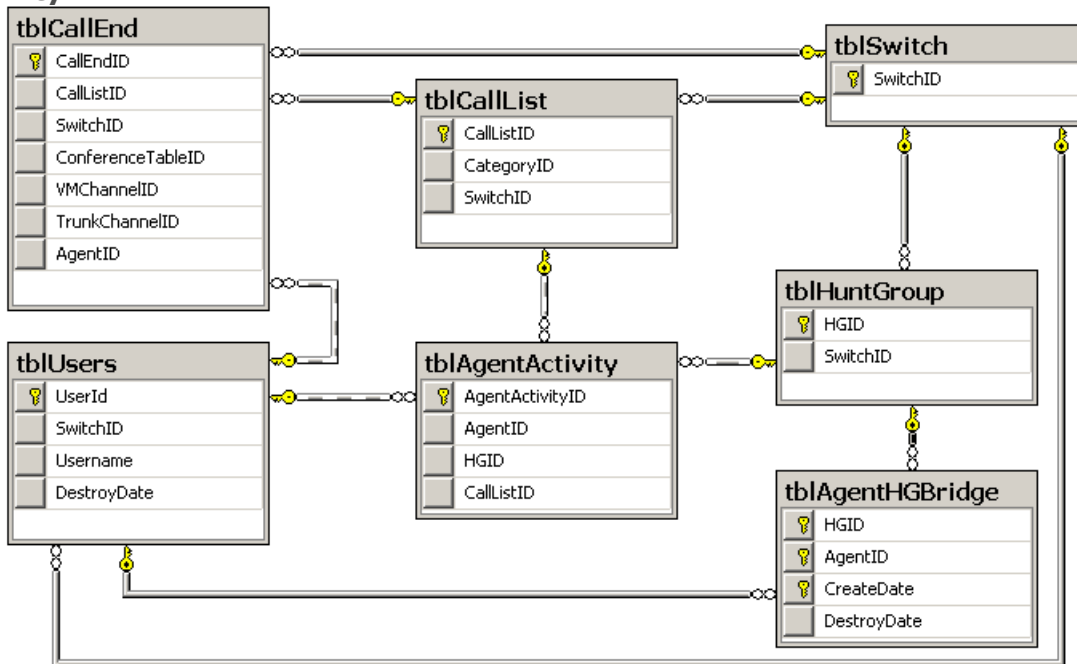 tblCallEnd
CallEndID
CallListID
SwitchID
ConferenceTableID
VMChannelID
TrunkChannelID
AgentID
tblCallList
CallListID
CategoryID
SwitchID
tblSwitch
SwitchID
tblHuntGroup
HGID
SwitchID
tblUsers
UserId
SwitchID
Username
DestroyDate
tblAgentActivity
AgentActivityID
AgentID
HGID
CallListID
tblAgentHGBridge
HGID
AgentID
CreateDate
DestroyDate